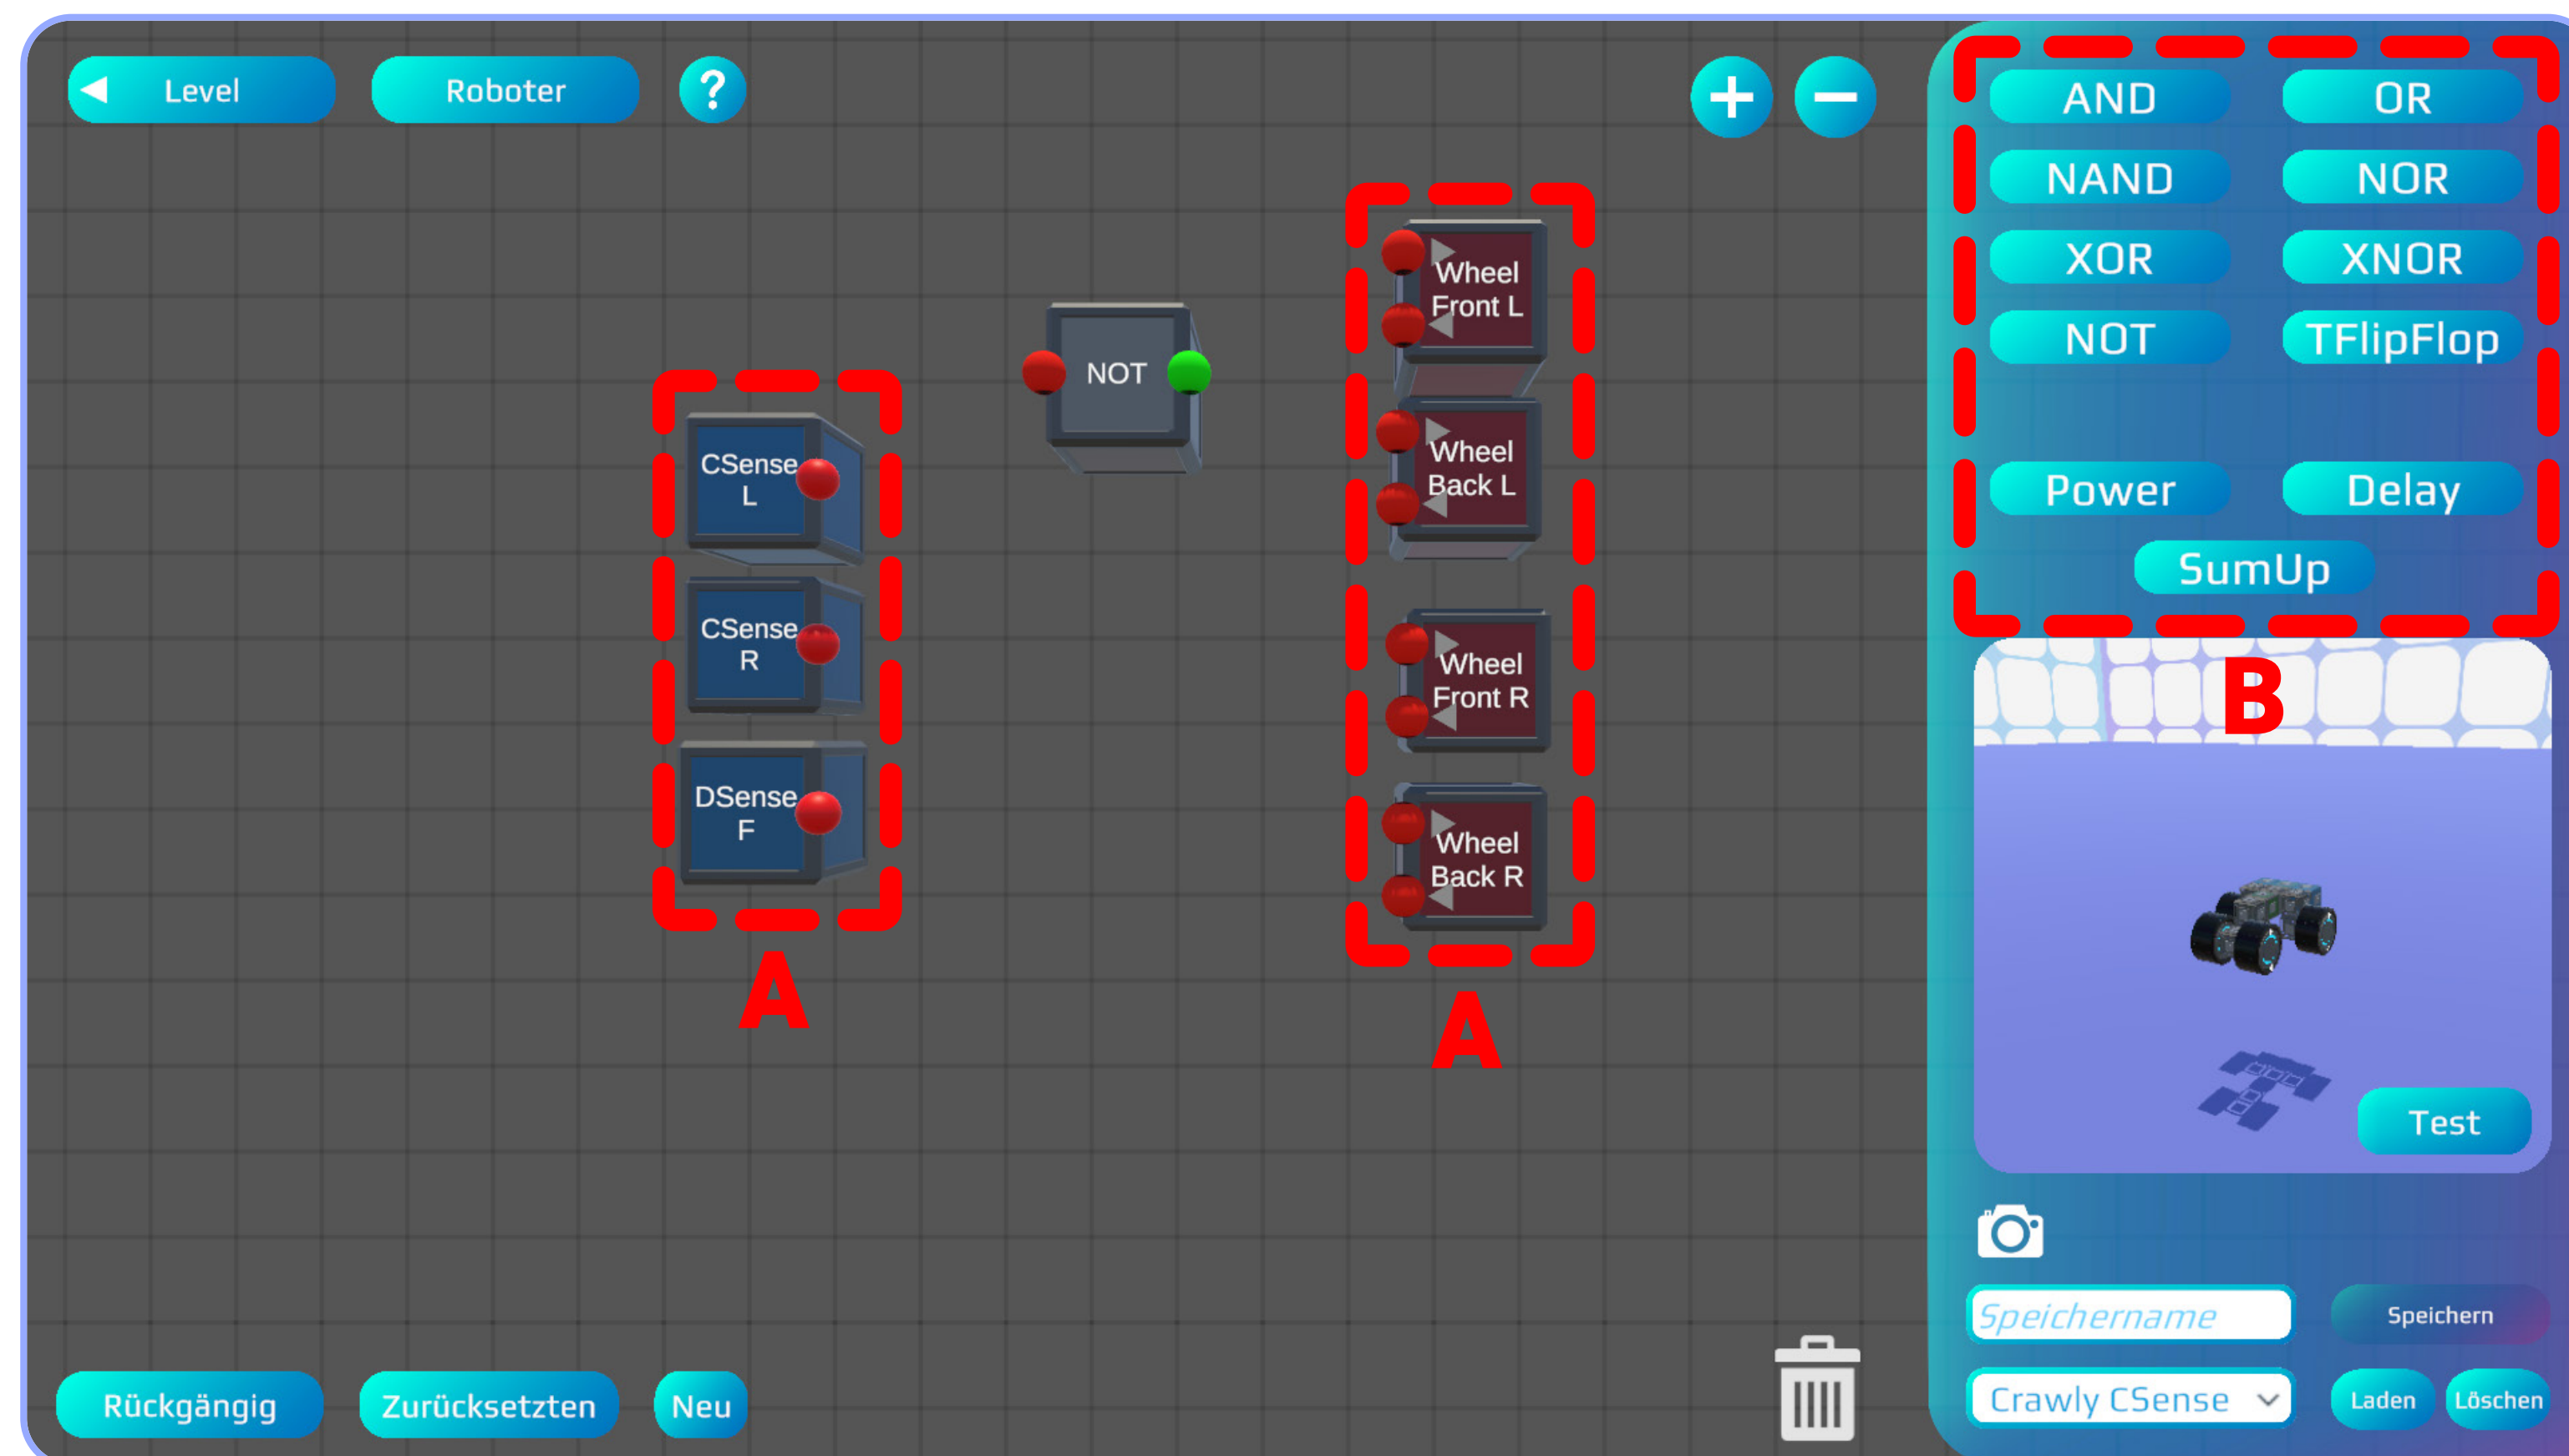 Level
Roboter
?
+
−
AND
OR
NAND
NOR
XOR
XNOR
NOT
TFlipFlop
Power
Delay
SumUp
Wheel
Front L
NOT
Wheel
Back L
CSense
L
CSense
R
Wheel
Front R
DSense
F
Wheel
Back R
A
A
B
Test
Speichername
Speichern
Rückgängig
Zurücksetzten
Neu
Crawly CSense
Laden
Löschen